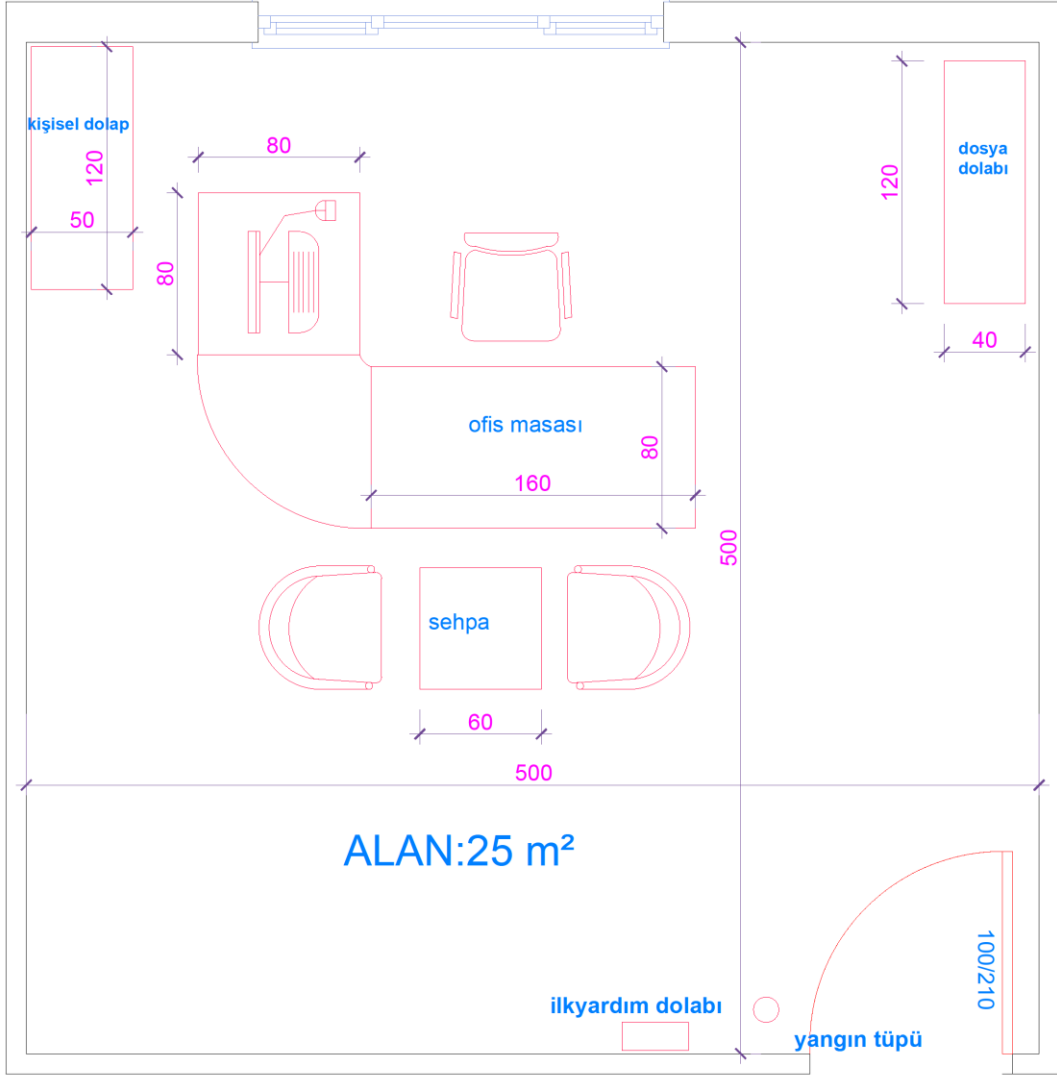 kişisel dolap
120
50
80
80
120
dosya
dolabı
40
ofis masası
80
160
500
sehpa
60
500
ALAN:25 m²
100/210
ilkyardım dolabı
yangın tüpü